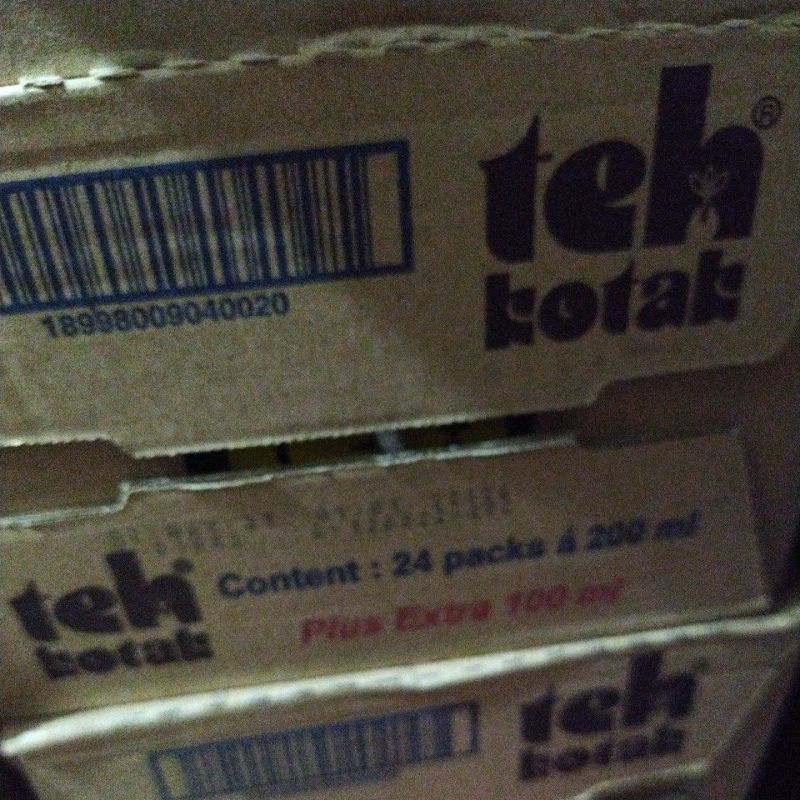 teh®
kotak
18998009040020
Content : 24 packs á 200 ml
Plus Extra 100 ml
teh
kotak
teh
kotak